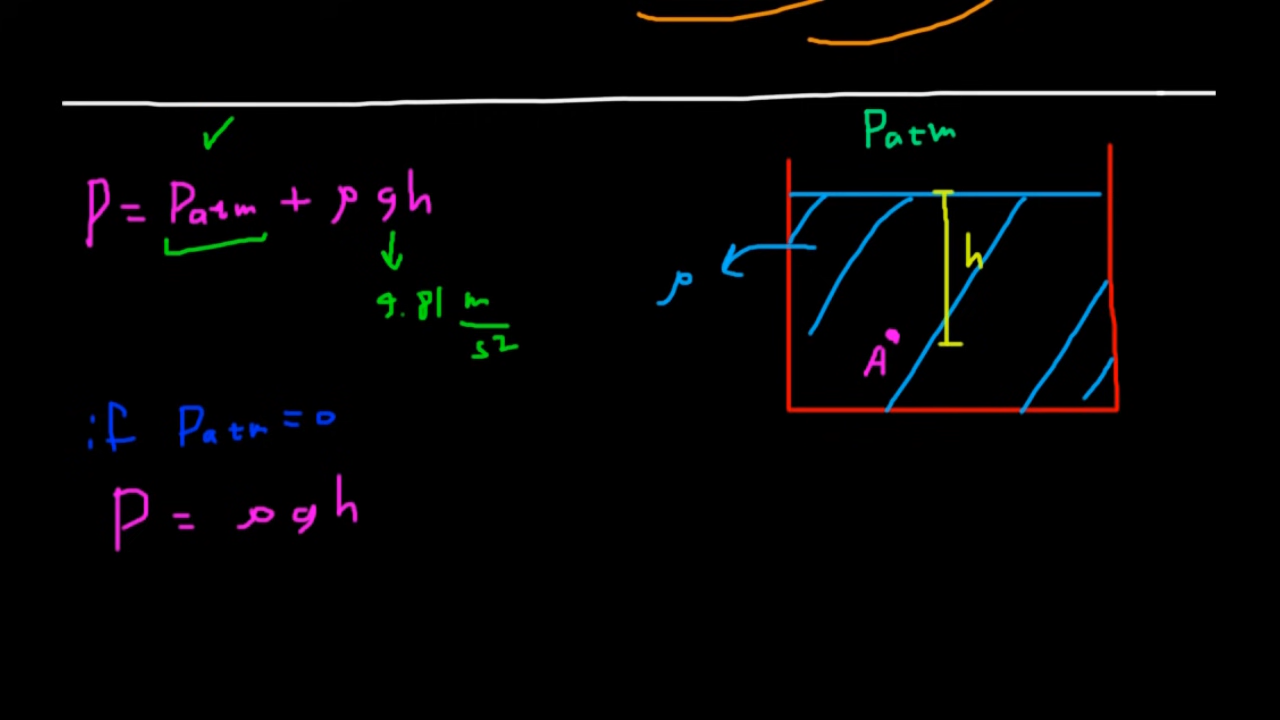 P = Patm + ρgh
9.81 m/s²
if Patm = 0
P = ρgh
Patm
h
ρ
A